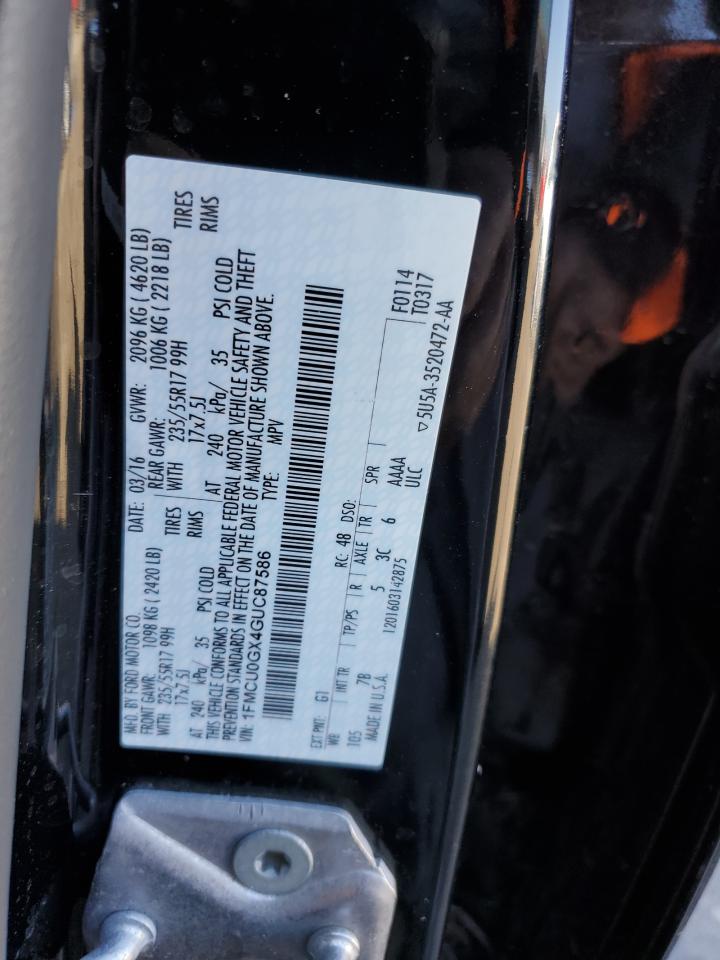 MFD. BY FORD MOTOR CO.
DATE: 03/16 GVWR: 2096 KG ( 4620 LB)
FRONT GAWR: 1098 KG ( 2420 LB) REAR GAWR: 1006 KG ( 2218 LB)
WITH 235/55R17 99H TIRES WITH 235/55R17 99H TIRES
17x7.5J RIMS 17x7.5J RIMS
AT 240 kPa/ 35 PSI COLD AT 240 kPa/ 35 PSI COLD
THIS VEHICLE CONFORMS TO ALL APPLICABLE FEDERAL MOTOR VEHICLE SAFETY AND THEFT
PREVENTION STANDARDS IN EFFECT ON THE DATE OF MANUFACTURE SHOWN ABOVE.
VIN: 1FMCU0GX4GUC87586 TYPE: MPV
EXT PNT: G1 RC: 48 DSO: F0114
WB INT TR TP/PS R AXLE TR SPR T0317
105 7B 5 3C 6 AAAA
MADE IN U.S.A. 1201603142875 ULC
▽5U5A-3520472-AA